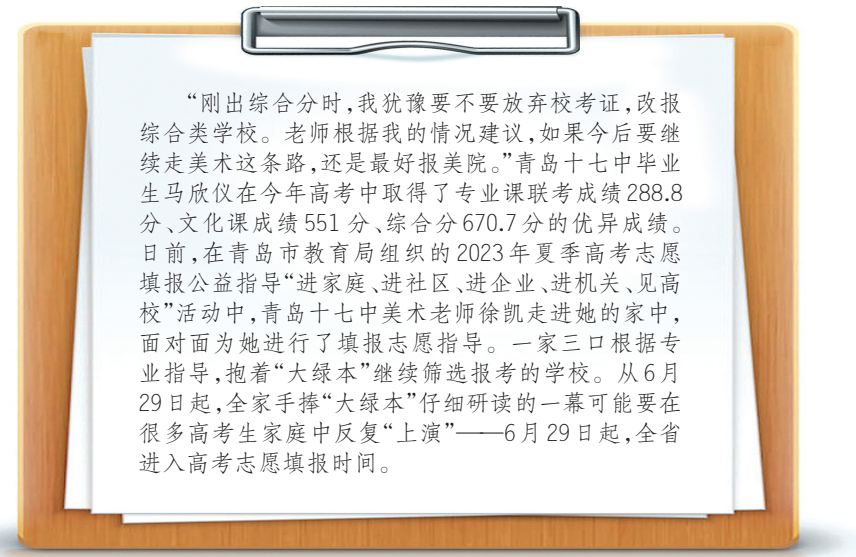 “刚出综合分时,我犹豫要不要放弃校考证,改报
综合类学校。老师根据我的情况建议,如果今后要继
续走美术这条路,还是最好报美院。”青岛十七中毕业
生马欣仪在今年高考中取得了专业课联考成绩288.8
分、文化课成绩551分、综合分670.7分的优异成绩。
日前,在青岛市教育局组织的2023年夏季高考志愿
填报公益指导“进家庭、进社区、进企业、进机关、见高
校”活动中,青岛十七中美术老师徐凯走进她的家中,
面对面为她进行了填报志愿指导。一家三口根据专
业指导,抱着“大绿本”继续筛选报考的学校。从6月
29日起,全家手捧“大绿本”仔细研读的一幕可能要在
很多高考生家庭中反复“上演”——6月29日起,全省
进入高考志愿填报时间。